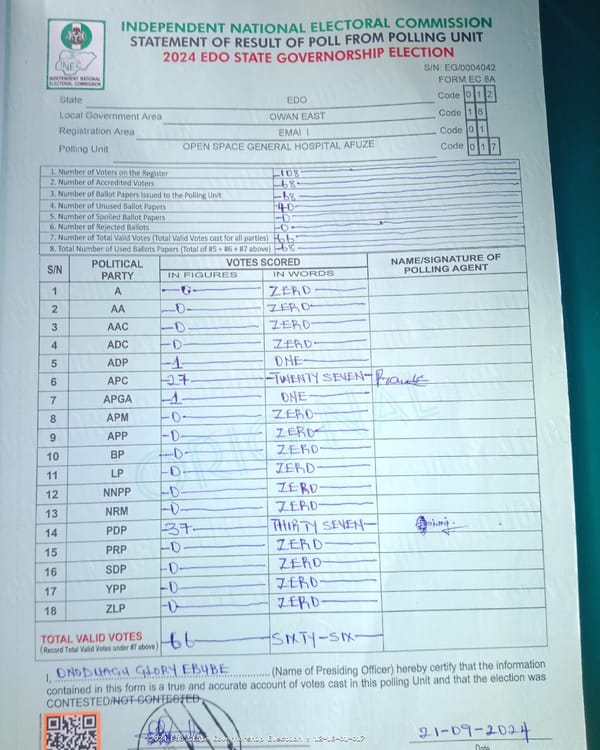 INDEPENDENT NATIONAL ELECTORAL COMMISSION
STATEMENT OF RESULT OF POLL FROM POLLING UNIT
2024 EDO STATE GOVERNORSHIP ELECTION
INEC
INDEPENDENT NATIONAL ELECTORAL COMMISSION
S/N: EG/0004042
FORM EC 8A
State EDO Code 0 1 2
Local Government Area OWAN EAST Code 1 6
Registration Area EMAI I Code 0 1
Polling Unit OPEN SPACE GENERAL HOSPITAL AFUZE Code 0 1 7
1. Number of Voters on the Register 108
2. Number of Accredited Voters 68
3. Number of Ballot Papers Issued to the Polling Unit 68
4. Number of Unused Ballot Papers 40
5. Number of Spoiled Ballot Papers 0
6. Number of Rejected Ballots 0
7. Number of Total Valid Votes (Total Valid Votes cast for all parties) 66
8. Total Number of Used Ballots Papers (Total of #5 + #6 + #7 above) 68
S/N POLITICAL PARTY VOTES SCORED NAME/SIGNATURE OF POLLING AGENT
IN FIGURES IN WORDS
1 A 0 ZERO
2 AA 0 ZERO
3 AAC 0 ZERO
4 ADC 0 ZERO
5 ADP 1 ONE
6 APC 27 TWENTY SEVEN
7 APGA 1 ONE
8 APM 0 ZERO
9 APP 0 ZERO
10 BP 0 ZERO
11 LP 0 ZERO
12 NNPP 0 ZERO
13 NRM 0 ZERO
14 PDP 37 THIRTY SEVEN
15 PRP 0 ZERO
16 SDP 0 ZERO
17 YPP 0 ZERO
18 ZLP 0 ZERO
TOTAL VALID VOTES 66 SIXTY-SIX
(Record Total Valid Votes under #7 above)
ORIGINAL
I, ONODUAGU GLORY EBUBE (Name of Presiding Officer) hereby certify that the information
contained in this form is a true and accurate account of votes cast in this polling Unit and that the election was
CONTESTED/NOT CONTESTED
Governorship Election : 12-16-01-017
21-09-2024
Date